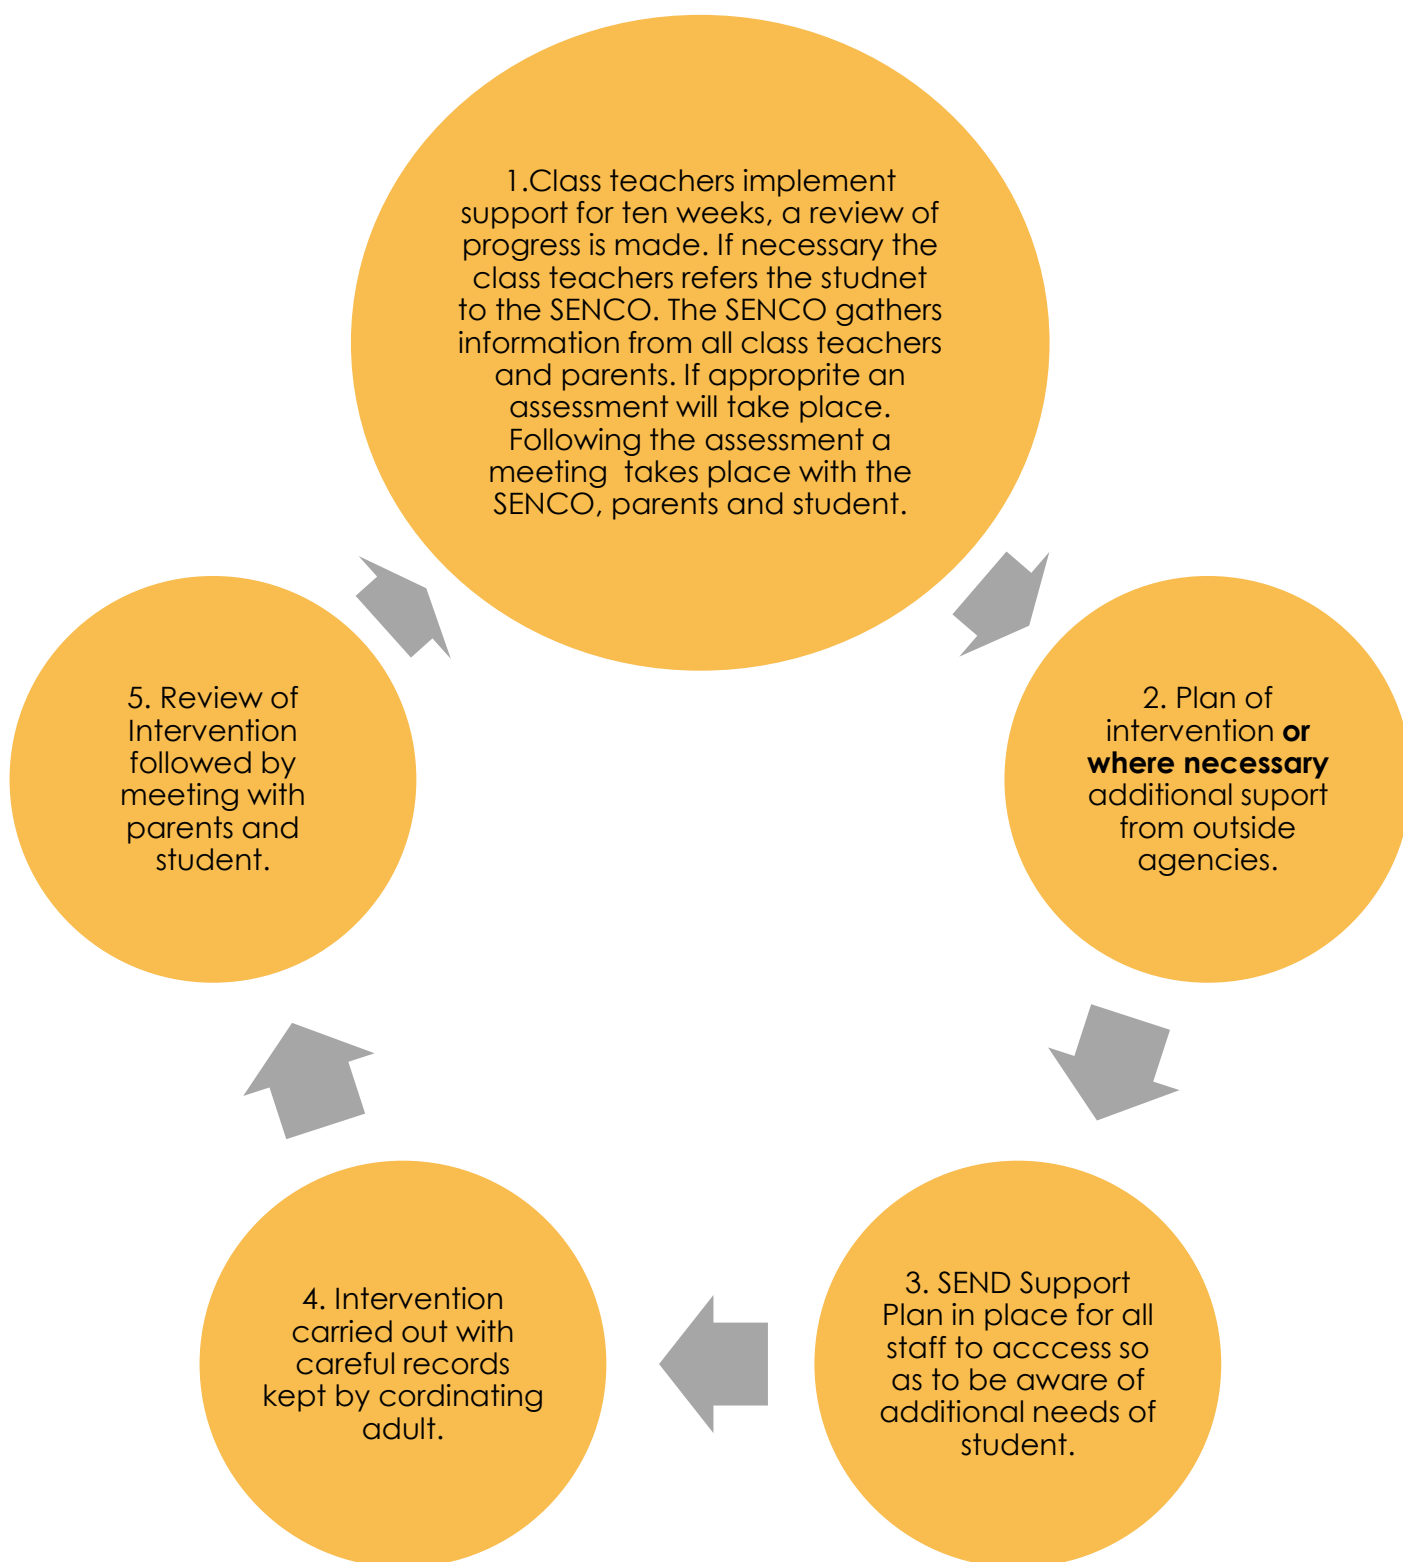 1.Class teachers implement
support for ten weeks, a review of
progress is made. If necessary the
class teachers refers the studnet
to the SENCO. The SENCO gathers
information from all class teachers
and parents. If approprite an
assessment will take place.
Following the assessment a
meeting  takes place with the
SENCO, parents and student.
2. Plan of
intervention or
where necessary
additional suport
from outside
agencies.
3. SEND Support
Plan in place for all
staff to acccess so
as to be aware of
additional needs of
student.
4. Intervention
carried out with
careful records
kept by cordinating
adult.
5. Review of
Intervention
followed by
meeting with
parents and
student.